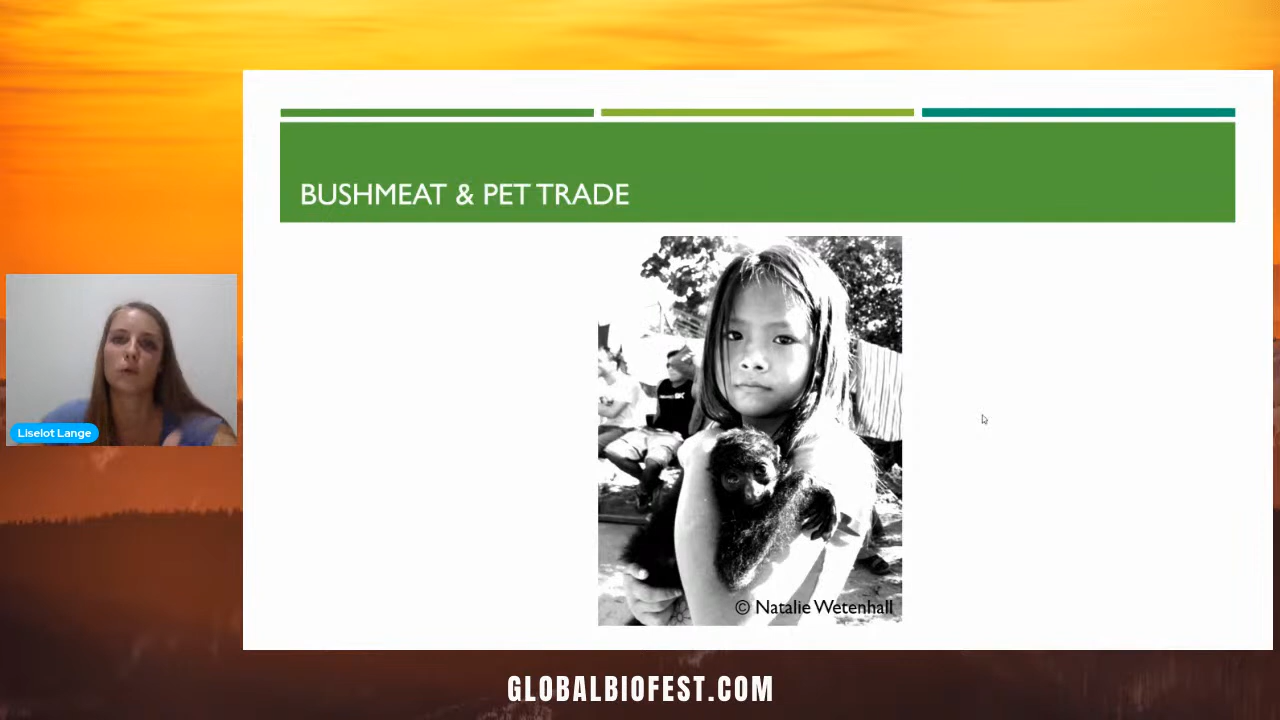 BUSHMEAT & PET TRADE
Liselot Lange
© Natalie Wetenhall
GLOBALBIOFEST.COM